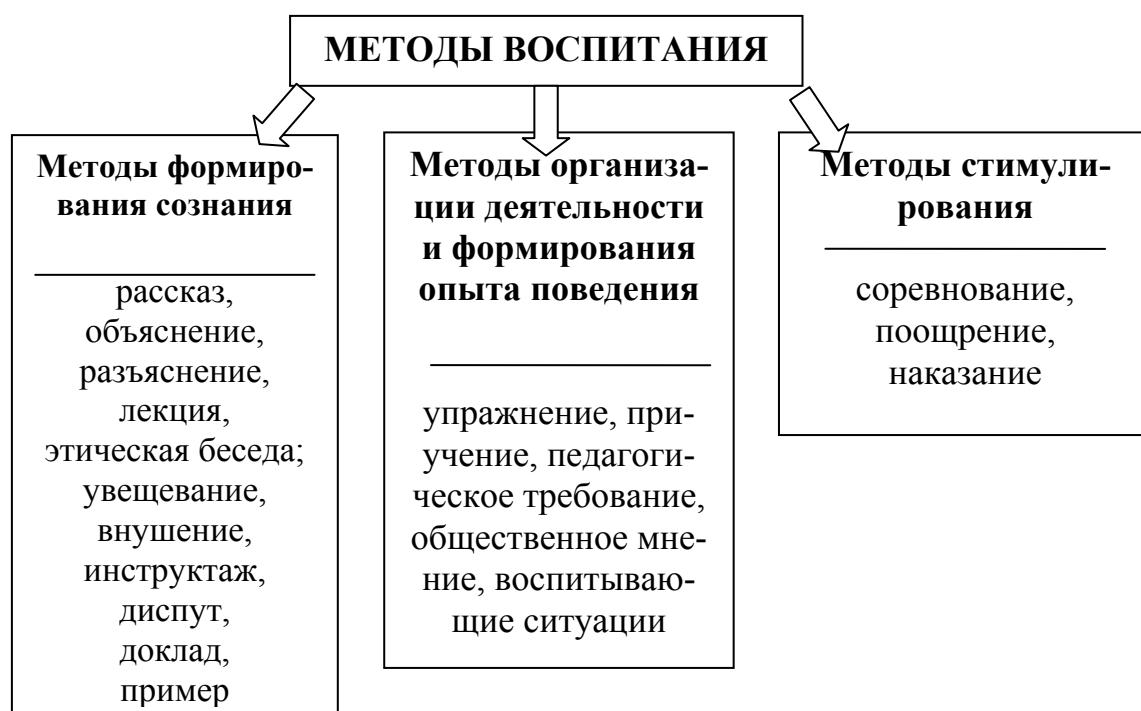 МЕТОДЫ ВОСПИТАНИЯ
Методы формиро-
вания сознания
рассказ,
объяснение,
разъяснение,
лекция,
этическая беседа;
увещевание,
внушение,
инструктаж,
диспут,
доклад,
пример
Методы организа-
ции деятельности
и формирования
опыта поведения
упражнение, при-
учение, педагоги-
ческое требование,
общественное мне-
ние, воспитываю-
щие ситуации
Методы стимули-
рования
соревнование,
поощрение,
наказание